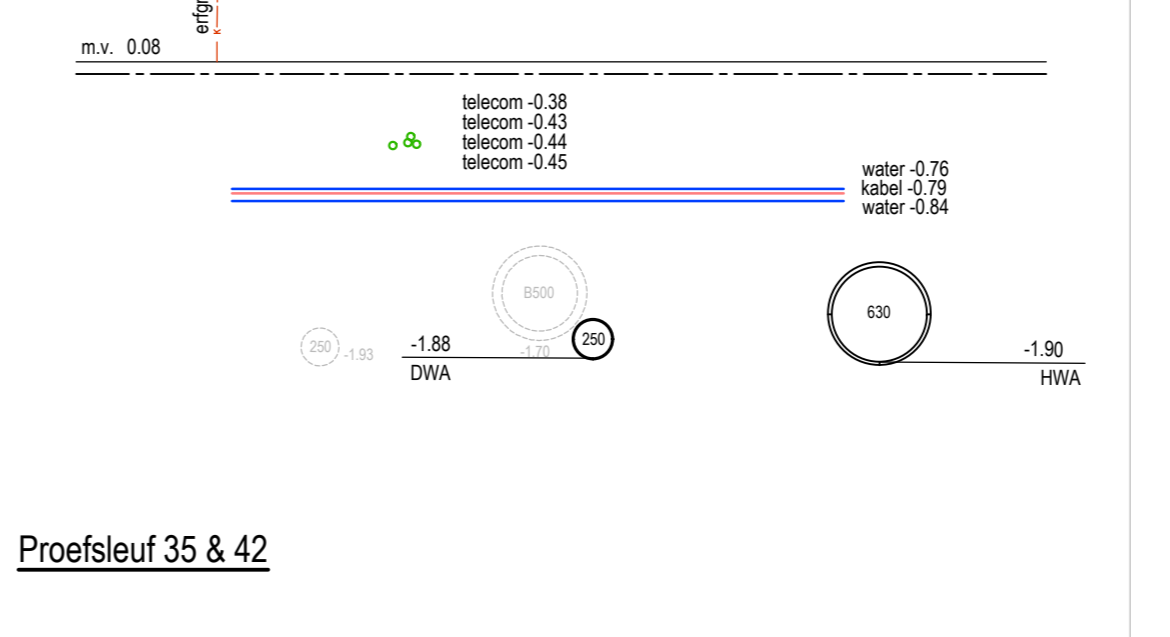 erfgr
K
m.v. 0.08
telecom -0.38
telecom -0.43
telecom -0.44
telecom -0.45
water -0.76
kabel -0.79
water -0.84
B500
630
250
250
-1.93
-1.88
-1.70
DWA
-1.90
HWA
Proefsleuf 35 & 42